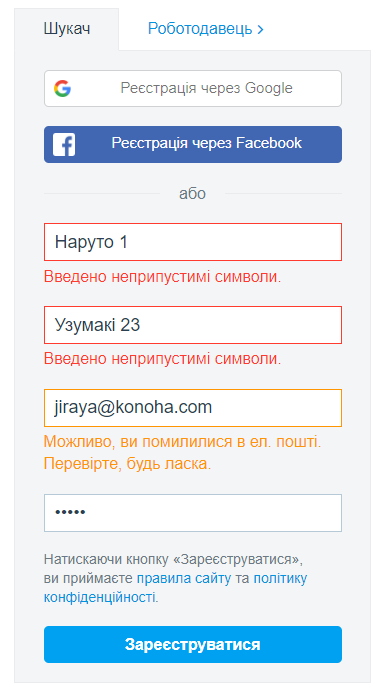 Шукач
Роботодавець ›
Реєстрація через Google
Реєстрація через Facebook
або
Наруто 1
Введено неприпустимі символи.
Узумакі 23
Введено неприпустимі символи.
jiraya@konoha.com
Можливо, ви помилилися в ел. пошті.
Перевірте, будь ласка.
•••••
Натискаючи кнопку «Зареєструватися»,
ви приймаєте правила сайту та політику
конфіденційності.
Зареєструватися